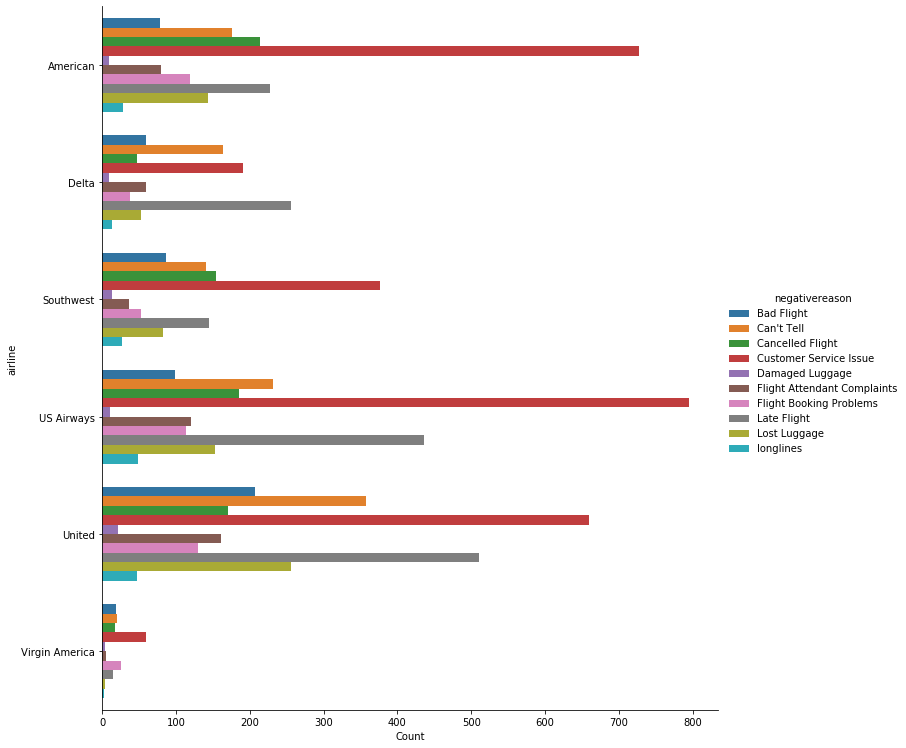 American
Delta
Southwest
US Airways
United
Virgin America
airline
0 100 200 300 400 500 600 700 800
Count
negativereason
Bad Flight
Can't Tell
Cancelled Flight
Customer Service Issue
Damaged Luggage
Flight Attendant Complaints
Flight Booking Problems
Late Flight
Lost Luggage
longlines